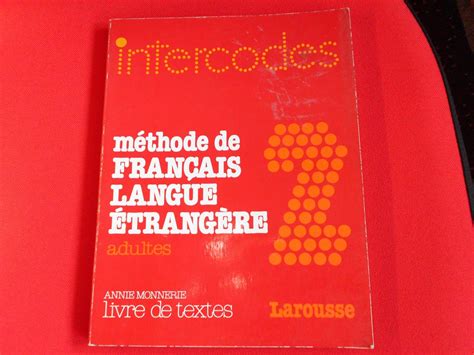 intercodes
méthode de
FRANÇAIS
LANGUE
ÉTRANGÈRE
2
adultes
ANNIE MONNERIE
livre de textes
Larousse